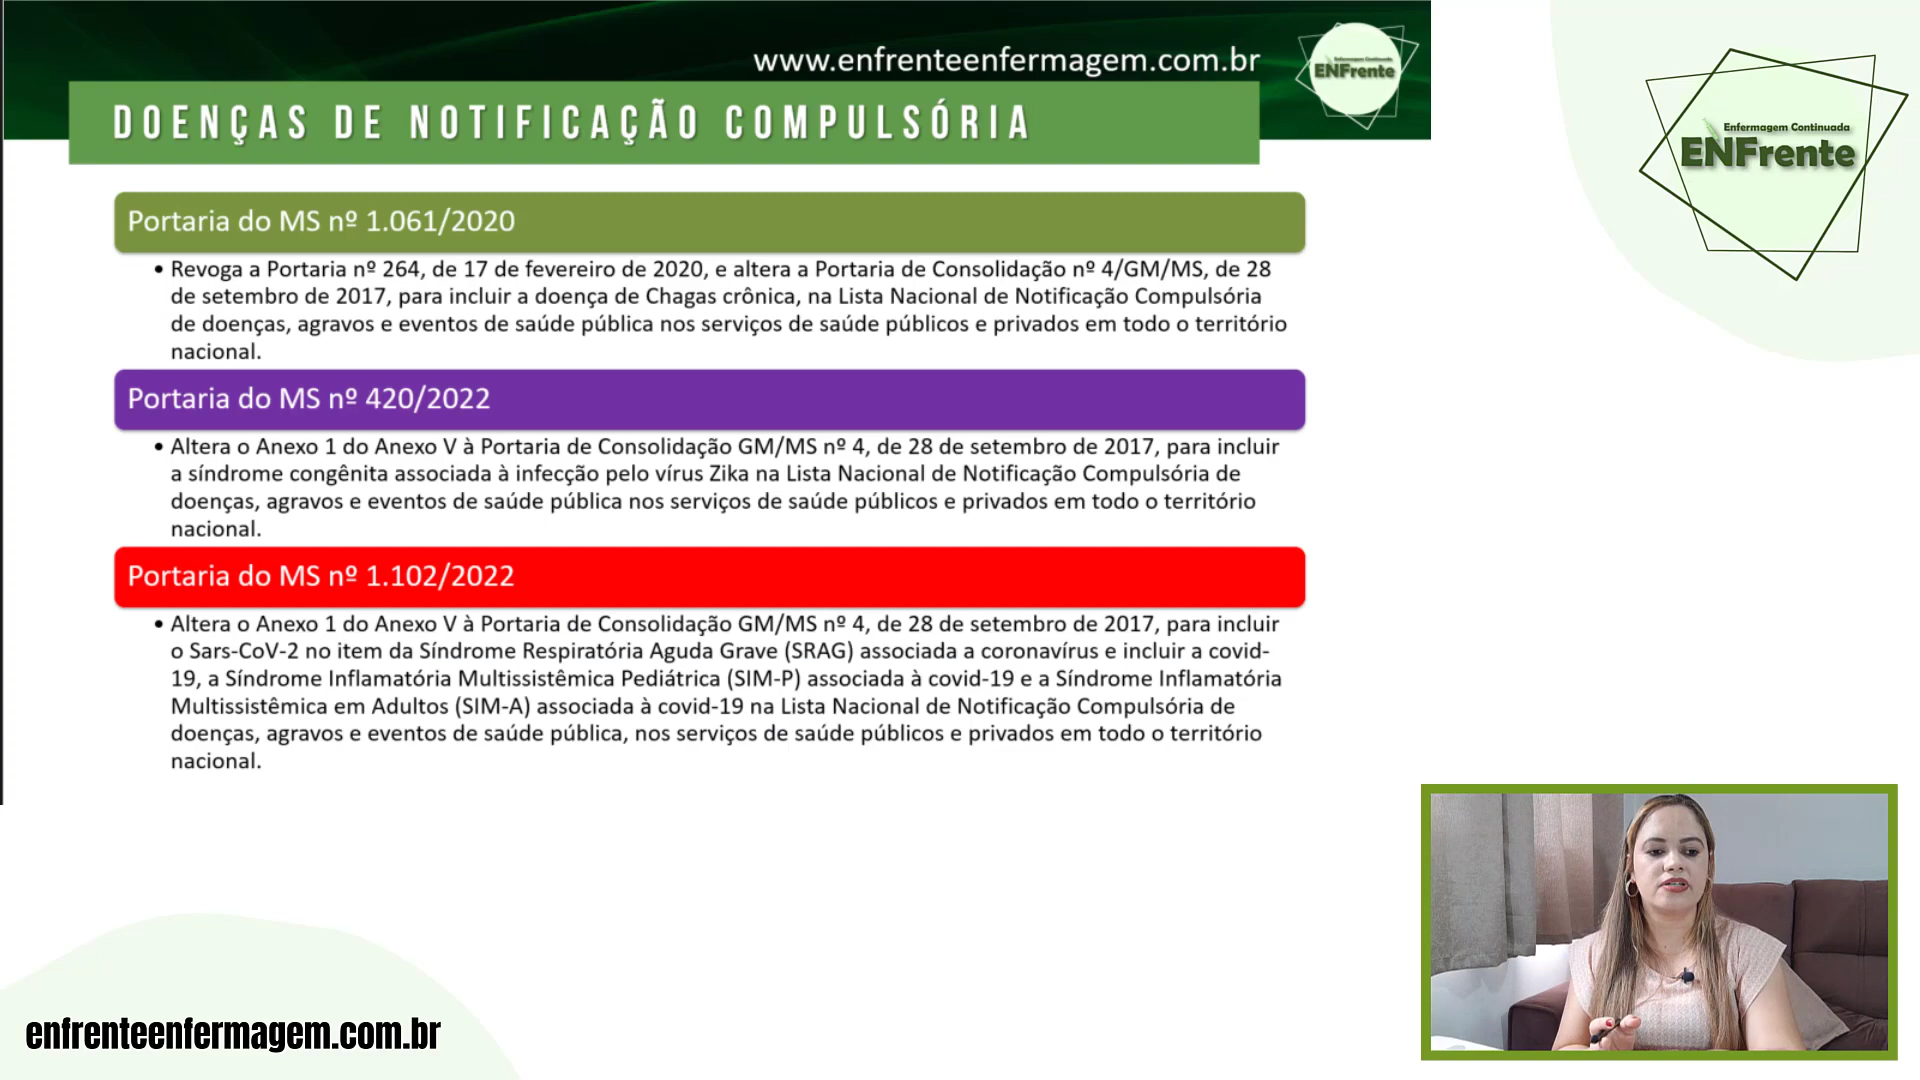 www.enfrenteenfermagem.com.br
Enfermagem Continuada
ENFrente
DOENÇAS DE NOTIFICAÇÃO COMPULSÓRIA
Enfermagem Continuada
ENFrente
Portaria do MS nº 1.061/2020
• Revoga a Portaria nº 264, de 17 de fevereiro de 2020, e altera a Portaria de Consolidação nº 4/GM/MS, de 28
de setembro de 2017, para incluir a doença de Chagas crônica, na Lista Nacional de Notificação Compulsória
de doenças, agravos e eventos de saúde pública nos serviços de saúde públicos e privados em todo o território
nacional.
Portaria do MS nº 420/2022
• Altera o Anexo 1 do Anexo V à Portaria de Consolidação GM/MS nº 4, de 28 de setembro de 2017, para incluir
a síndrome congênita associada à infecção pelo vírus Zika na Lista Nacional de Notificação Compulsória de
doenças, agravos e eventos de saúde pública nos serviços de saúde públicos e privados em todo o território
nacional.
Portaria do MS nº 1.102/2022
• Altera o Anexo 1 do Anexo V à Portaria de Consolidação GM/MS nº 4, de 28 de setembro de 2017, para incluir
o Sars-CoV-2 no item da Síndrome Respiratória Aguda Grave (SRAG) associada a coronavírus e incluir a covid-
19, a Síndrome Inflamatória Multissistêmica Pediátrica (SIM-P) associada à covid-19 e a Síndrome Inflamatória
Multissistêmica em Adultos (SIM-A) associada à covid-19 na Lista Nacional de Notificação Compulsória de
doenças, agravos e eventos de saúde pública, nos serviços de saúde públicos e privados em todo o território
nacional.
enfrenteenfermagem.com.br